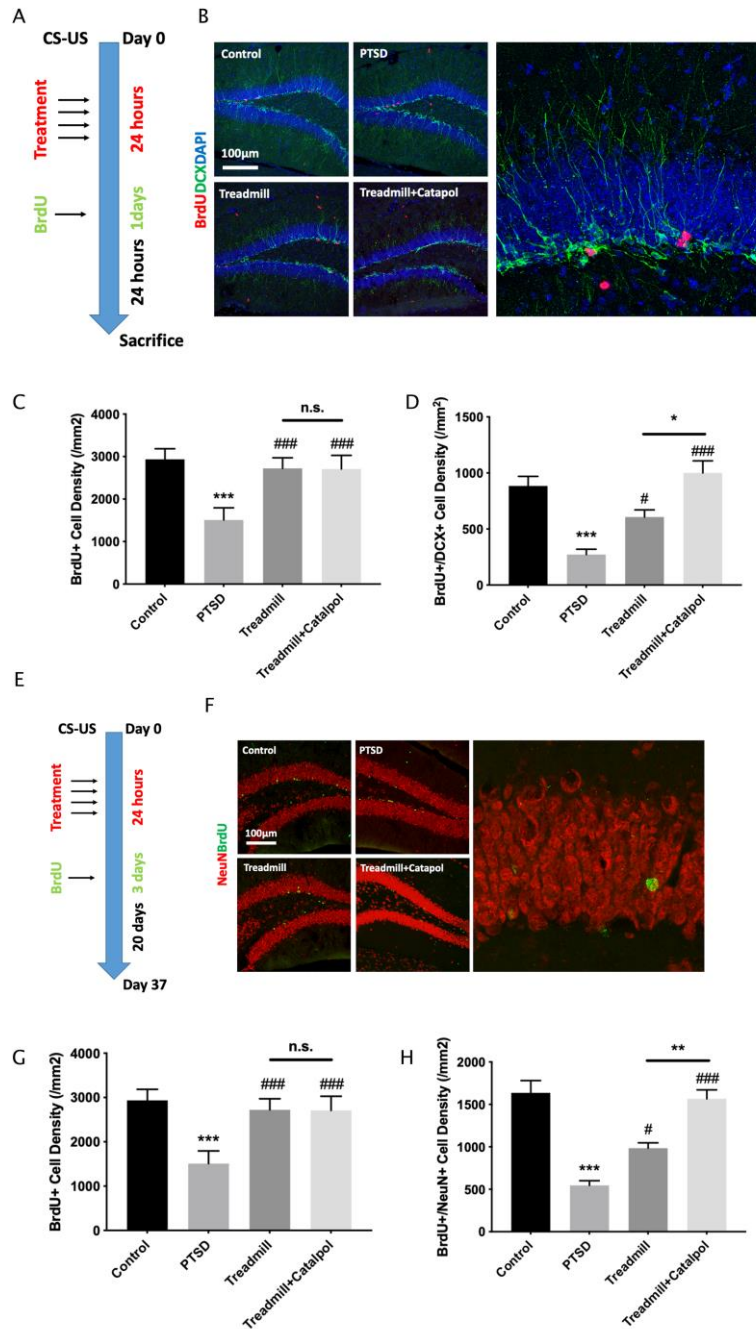 A
CS-US
Day 0
Treatment
24 hours
BrdU
1days
24 hours
Sacrifice
B
Control
PTSD
100μm
Treadmill
Treadmill+Catapol
BrdUDCXDAPI
C
BrdU+ Cell Density (/mm2)
3000
2000
1000
0
4000
n.s.
***
###
###
Control
PTSD
Treadmill
Treadmill+Catalpol
D
BrdU+/DCX+ Cell Density (/mm²)
1500
1000
500
0
*
***
#
###
Control
PTSD
Treadmill
Treadmill+Catalpol
E
CS-US
Day 0
Treatment
24 hours
BrdU
3 days
20 days
Day 37
F
Control
PTSD
100μm
Treadmill
Treadmill+Catapol
NeuNBrdU
G
BrdU+ Cell Density (/mm2)
4000
3000
2000
1000
0
n.s.
***
###
###
Control
PTSD
Treadmill
Treadmill+Catalpol
H
BrdU+/NeuN+ Cell Density (/mm2)
2000
1500
1000
500
0
**
***
#
###
Control
PTSD
Treadmill
Treadmill+Catalpol